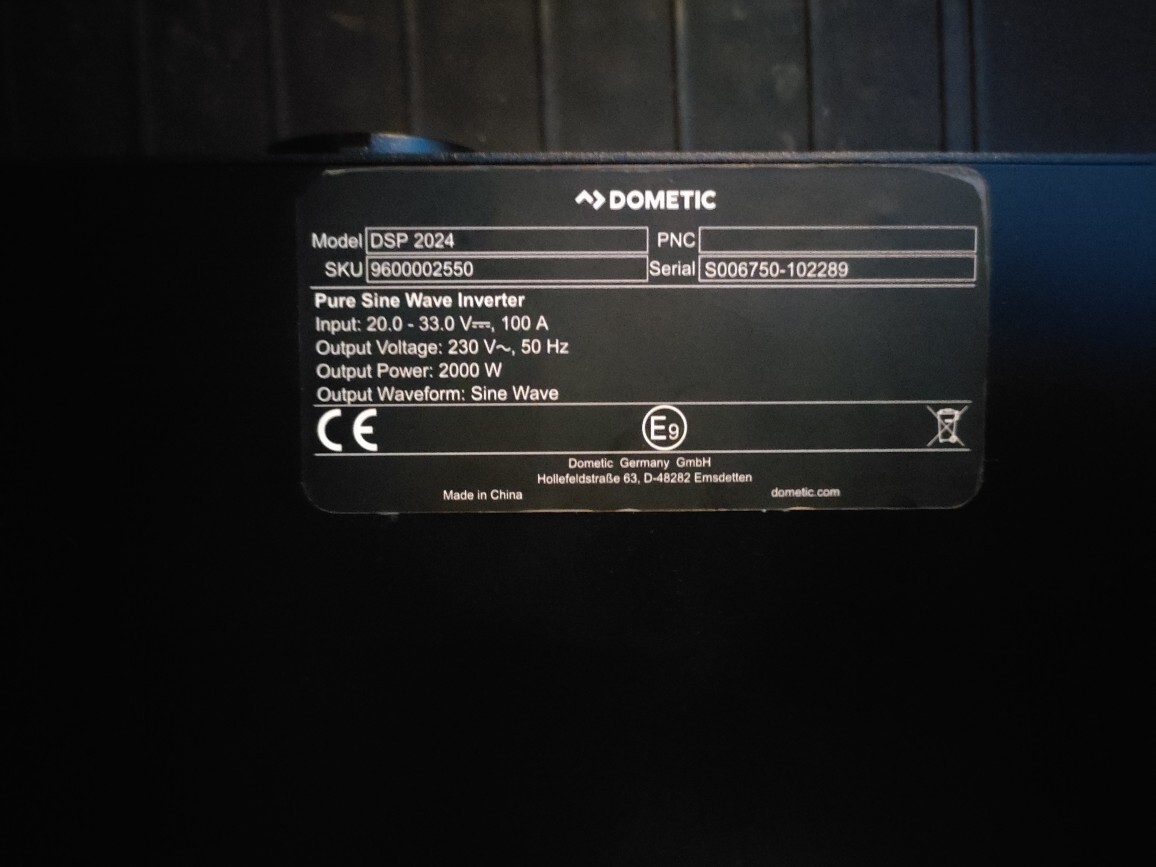 DOMETIC
Model DSP 2024 PNC
SKU 9600002550 Serial S006750-102289
Pure Sine Wave Inverter
Input: 20.0 - 33.0 V⎓, 100 A
Output Voltage: 230 V~, 50 Hz
Output Power: 2000 W
Output Waveform: Sine Wave
CE E9
Dometic Germany GmbH
Hollefeldstraße 63, D-48282 Emsdetten
Made in China dometic.com